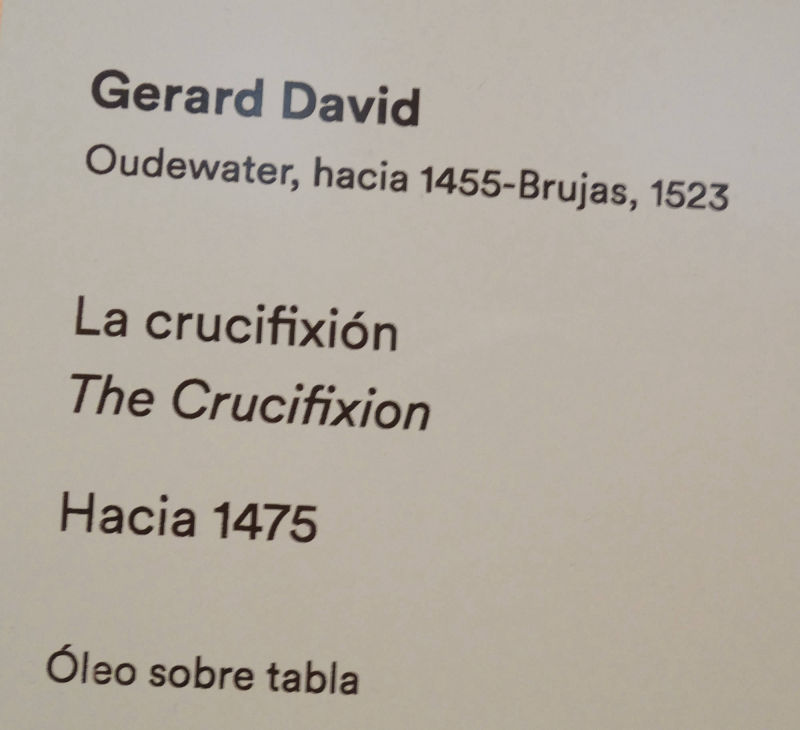 Gerard David
Oudewater, hacia 1455-Brujas, 1523
La crucifixión
The Crucifixion
Hacia 1475
Óleo sobre tabla